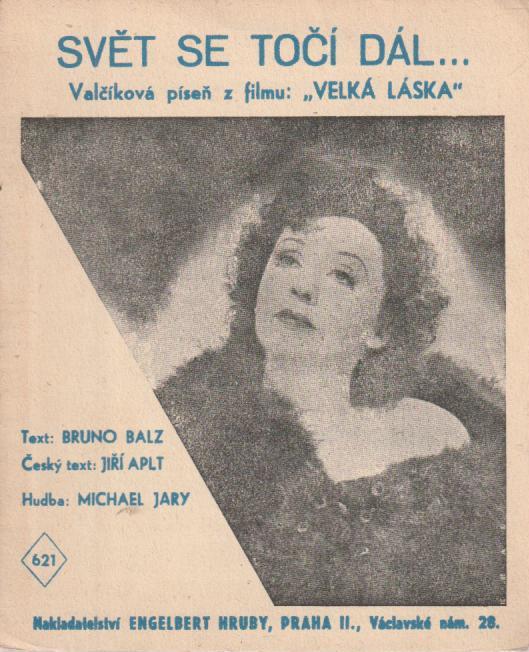 SVĚT SE TOČÍ DÁL...
Valčíková píseň z filmu: „VELKÁ LÁSKA"
Text: BRUNO BALZ
Český text: JIŘÍ APLT
Hudba: MICHAEL JARY
621
Nakladatelství ENGELBERT HRUBY, PRAHA II., Václavské nám. 28.